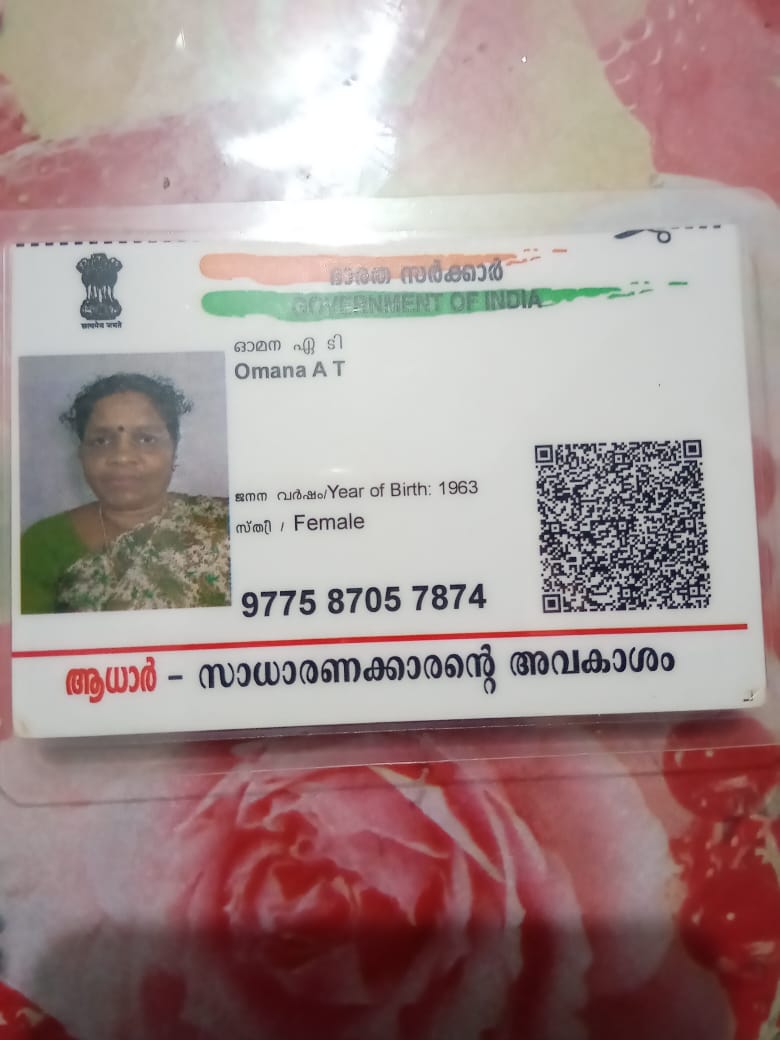 सत्यमेव जयते
ഭാരത സർക്കാർ
GOVERNMENT OF INDIA
ഓമന ഏ ടി
Omana A T
ജനന വർഷം/Year of Birth: 1963
സ്ത്രീ / Female
9775 8705 7874
ആധാർ – സാധാരണക്കാരന്റെ അവകാശം